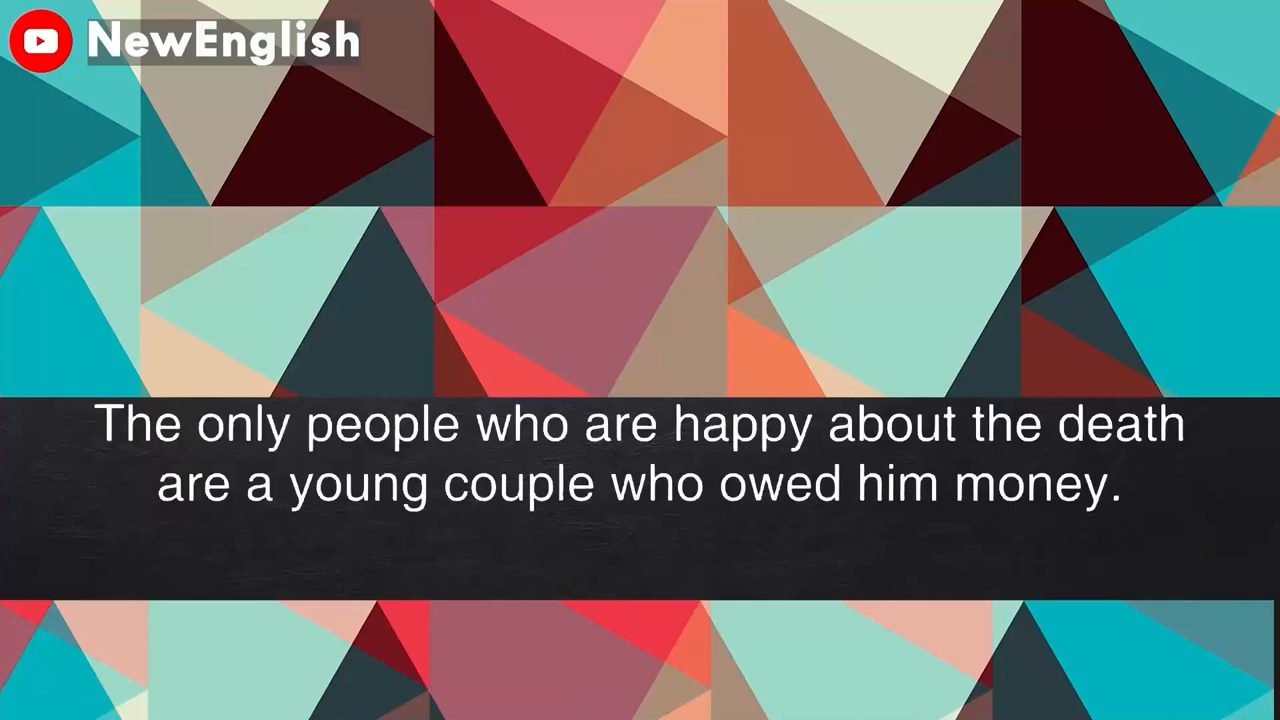 NewEnglish
The only people who are happy about the death
are a young couple who owed him money.